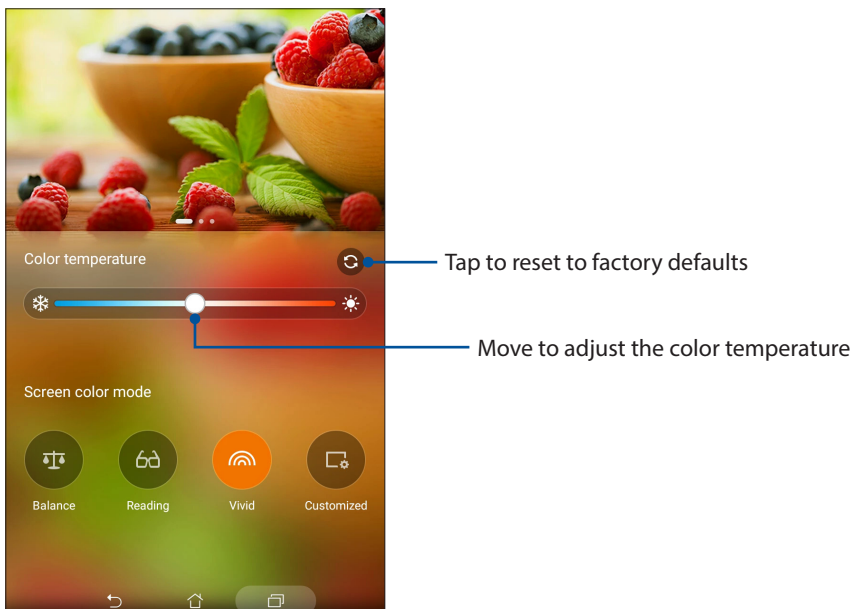 Color temperature
Tap to reset to factory defaults
Move to adjust the color temperature
Screen color mode
Balance
Reading
Vivid
Customized